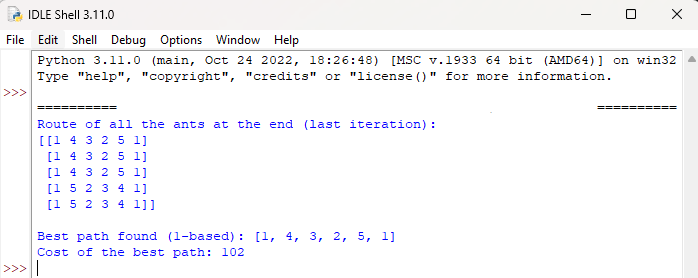 IDLE Shell 3.11.0
File Edit Shell Debug Options Window Help
Python 3.11.0 (main, Oct 24 2022, 18:26:48) [MSC v.1933 64 bit (AMD64)] on win32
Type "help", "copyright", "credits" or "license()" for more information.
>>>
========== ==========
Route of all the ants at the end (last iteration):
[[1 4 3 2 5 1]
 [1 4 3 2 5 1]
 [1 4 3 2 5 1]
 [1 5 2 3 4 1]
 [1 5 2 3 4 1]]
Best path found (1-based): [1, 4, 3, 2, 5, 1]
Cost of the best path: 102
>>>